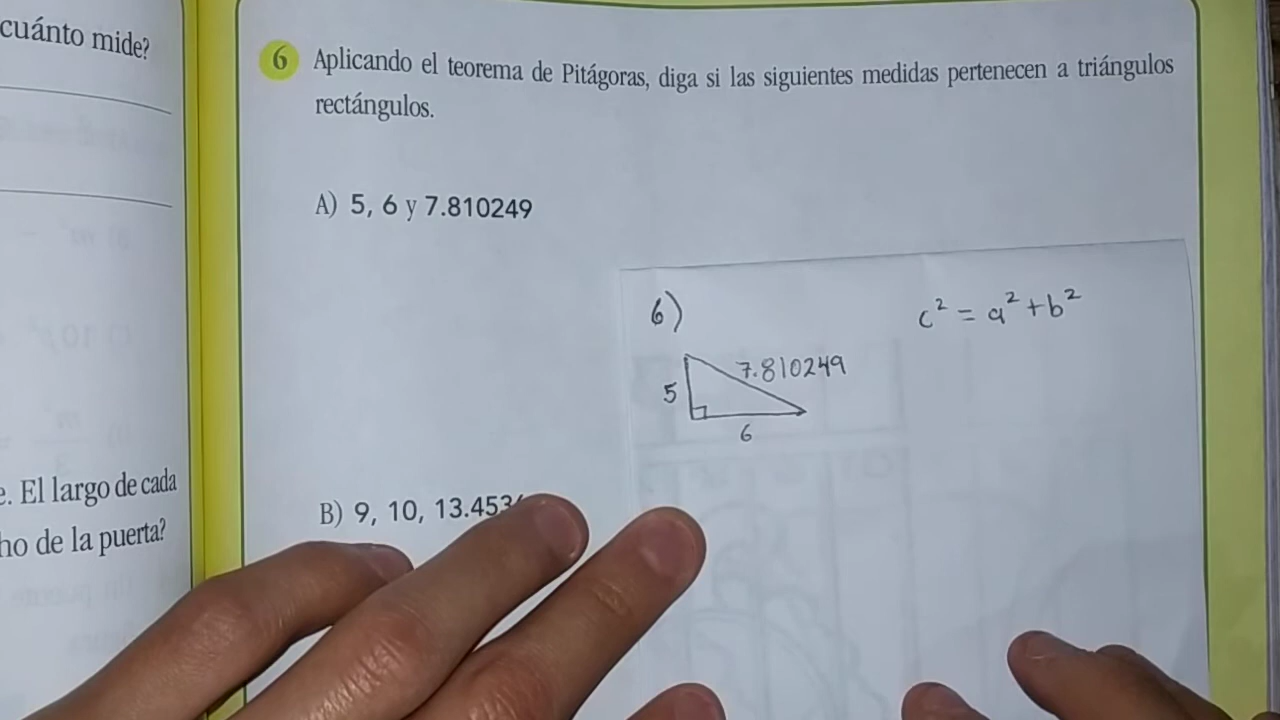 cuánto mide?
6 Aplicando el teorema de Pitágoras, diga si las siguientes medidas pertenecen a triángulos
rectángulos.
A) 5, 6 y 7.810249
6)
c² = a² + b²
7.810249
5
6
El largo de cada
B) 9, 10, 13.453
de la puerta?